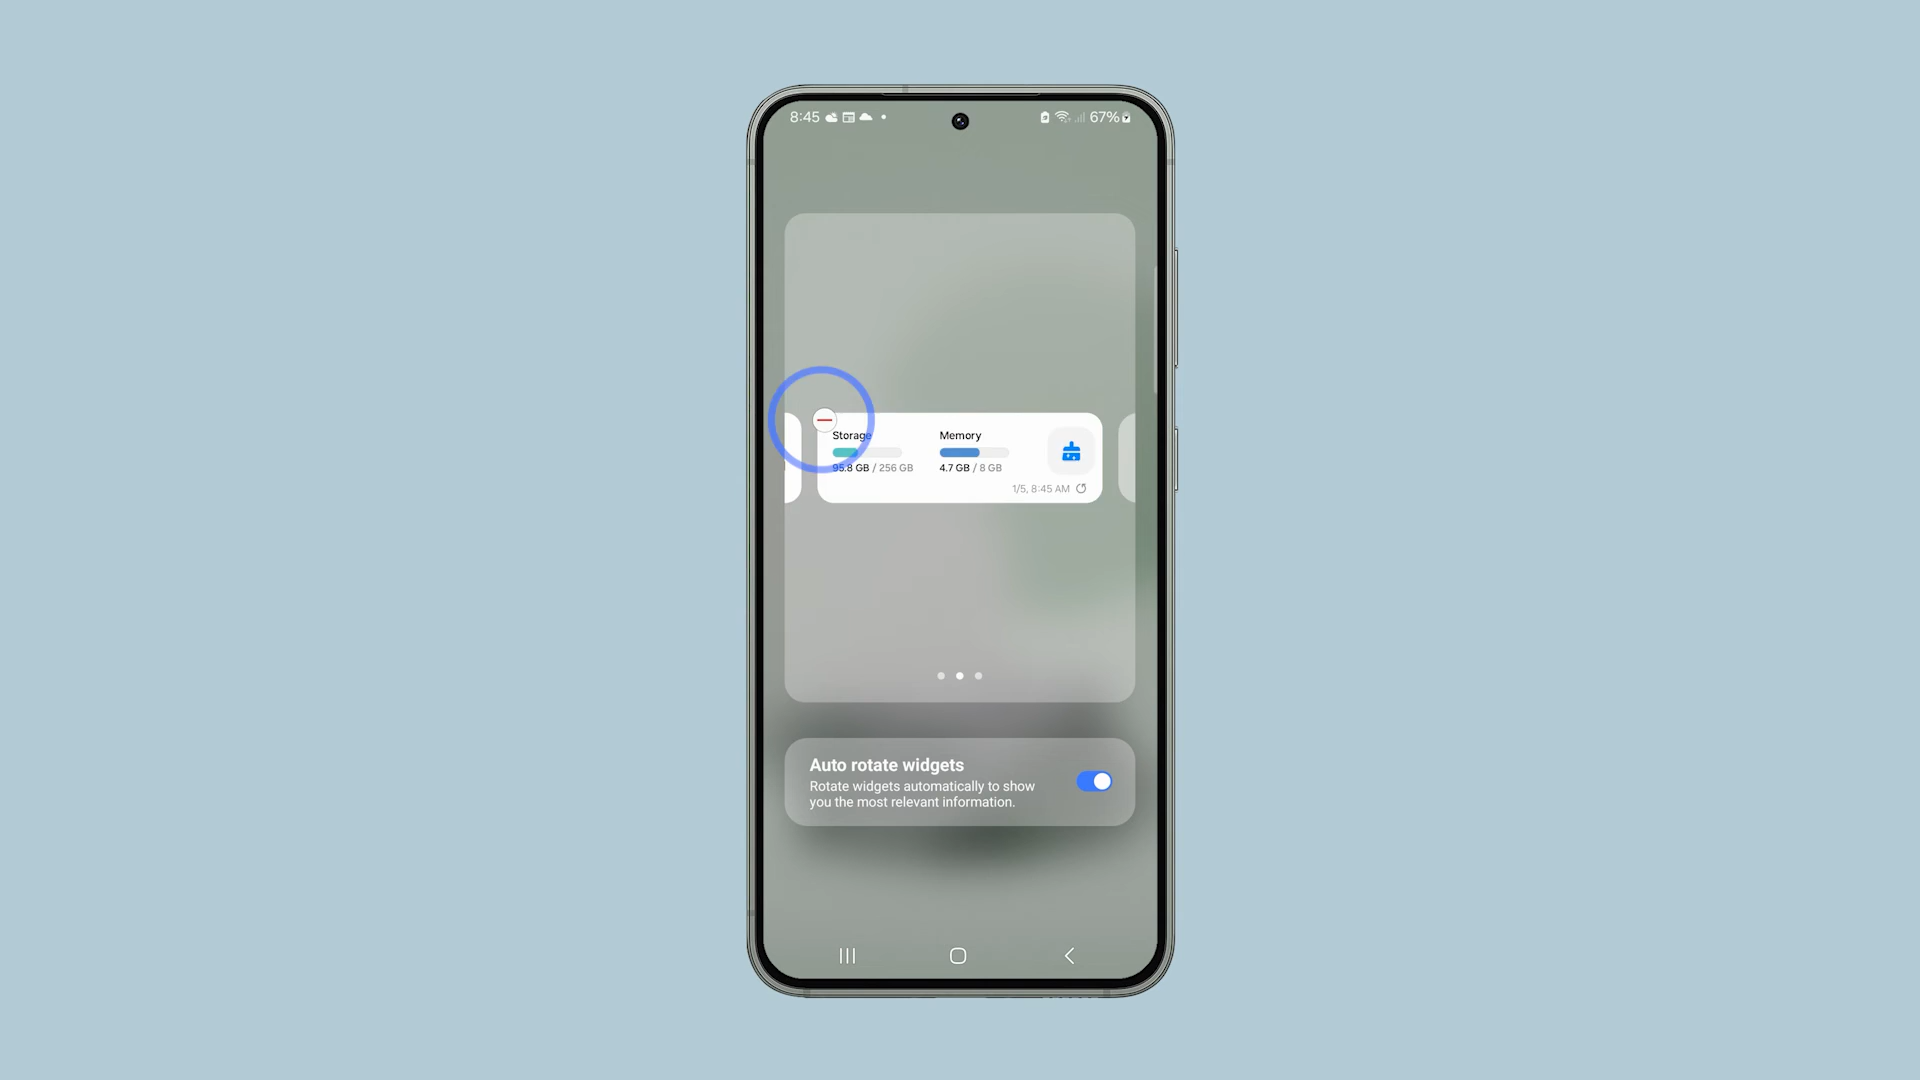 8:45 67%
Storage Memory
95.8 GB / 256 GB 4.7 GB / 8 GB
1/5, 8:45 AM
Auto rotate widgets
Rotate widgets automatically to show
you the most relevant information.